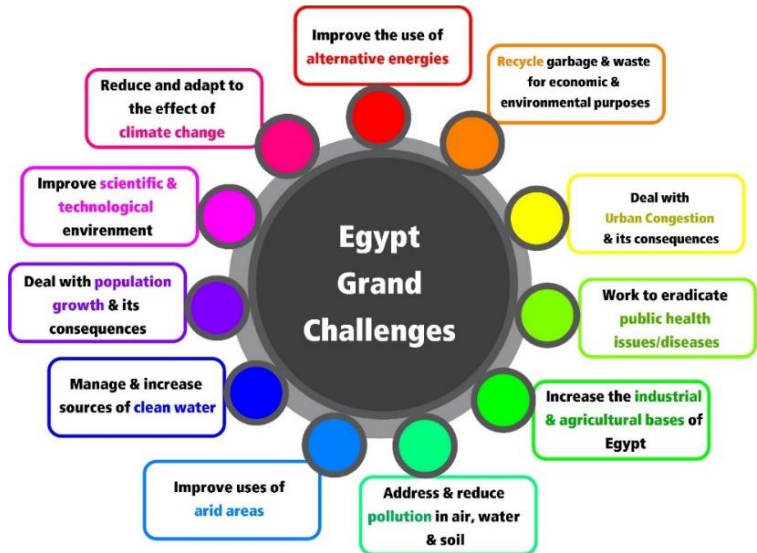 Improve the use of
alternative energies
Recycle garbage & waste
for economic &
environmental purposes
Deal with
Urban Congestion
& its consequences
Work to eradicate
public health
issues/diseases
Increase the industrial
& agricultural bases of
Egypt
Address & reduce
pollution in air, water
& soil
Improve uses of
arid areas
Manage & increase
sources of clean water
Deal with population
growth & its
consequences
Improve scientific &
technological
envirenment
Reduce and adapt to
the effect of
climate change
Egypt
Grand
Challenges